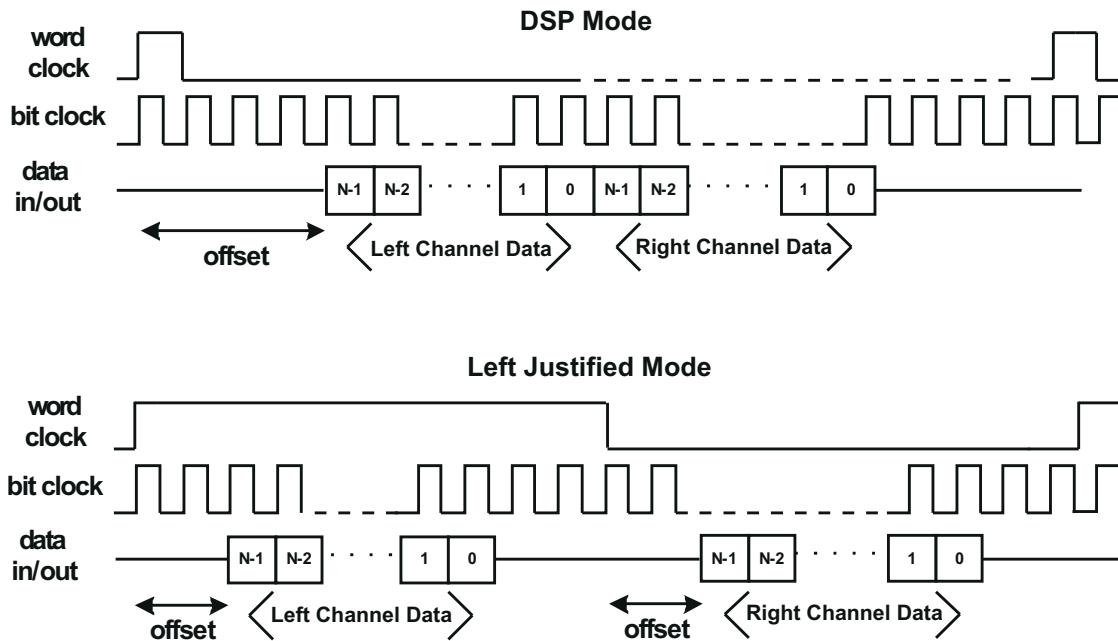 DSP Mode
word
clock
bit clock
data
in/out
N-1 N-2 1 0 N-1 N-2 1 0
offset
Left Channel Data
Right Channel Data
Left Justified Mode
word
clock
bit clock
data
in/out
N-1 N-2 1 0 N-1 N-2 1 0
offset
Left Channel Data
offset
Right Channel Data